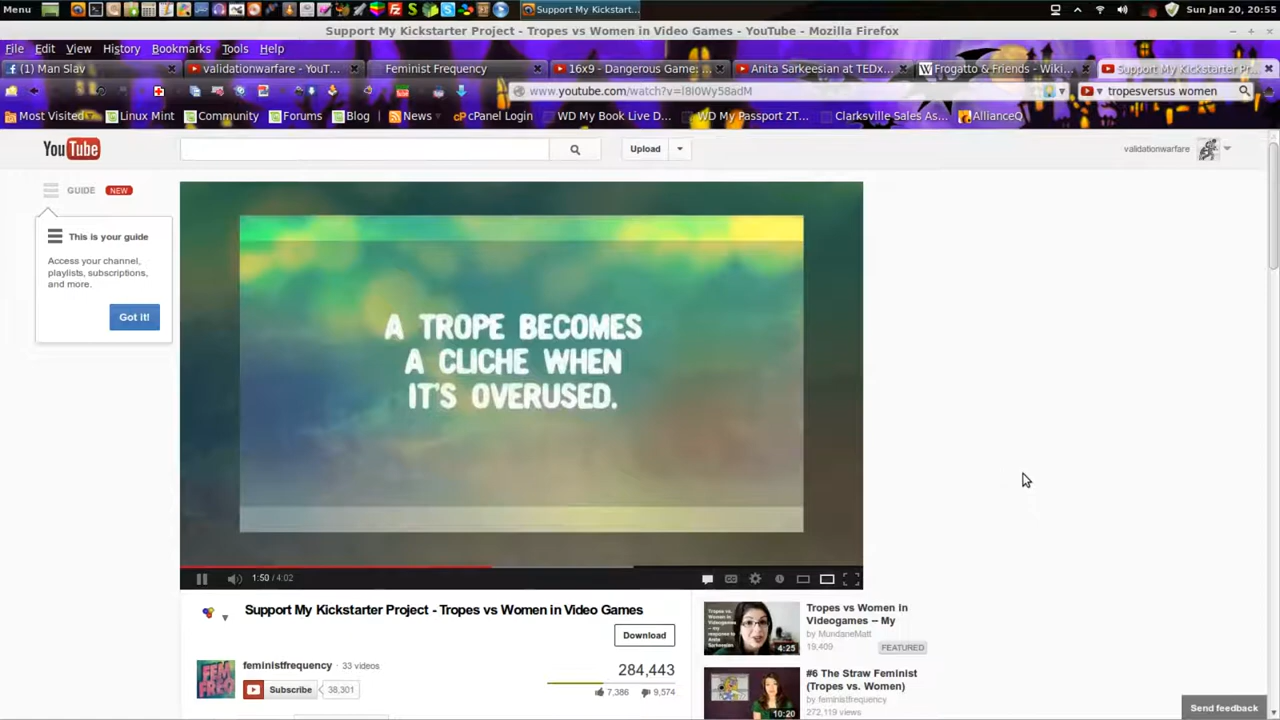 Menu
Support My Kickstart...
Sun Jan 20, 20:55
Support My Kickstarter Project - Tropes vs Women in Video Games - YouTube - Mozilla Firefox
File Edit View History Bookmarks Tools Help
(1) Man Slav
validationwarfare - YouT...
Feminist Frequency
16x9 - Dangerous Game: ...
Anita Sarkeesian at TEDx...
Frogatto & Friends - Wiki...
Support My Kickstarter Pr...
www.youtube.com/watch?v=l8I0Wy58adM
tropesversus women
Most Visited
Linux Mint
Community
Forums
Blog
News
cPanel Login
WD My Book Live D...
WD My Passport 2T...
Clarksville Sales As...
AllianceQ
YouTube
Upload
validationwarfare
GUIDE NEW
This is your guide
Access your channel,
playlists, subscriptions,
and more.
Got it!
A TROPE BECOMES
A CLICHE WHEN
IT'S OVERUSED.
1:50 / 4:02
Support My Kickstarter Project - Tropes vs Women in Video Games
Download
feministfrequency · 33 videos
Subscribe 38,301
284,443
7,386 9,574
4:25
Tropes vs Women in
Videogames -- My
by MundaneMatt
19,409 FEATURED
10:20
#6 The Straw Feminist
(Tropes vs. Women)
by feministfrequency
272,119 views
Send feedback